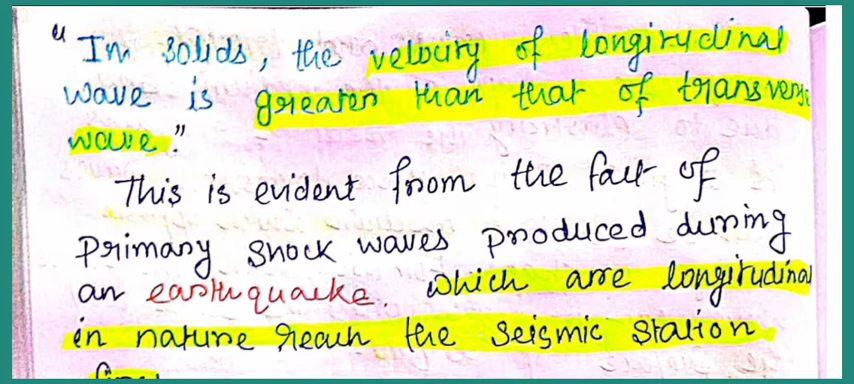 "In solids, the velocity of longitudinal
wave is greater than that of transverse
wave."
This is evident from the fact of
Primary shock waves produced during
an earthquake. which are longitudinal
in nature reach the seismic station